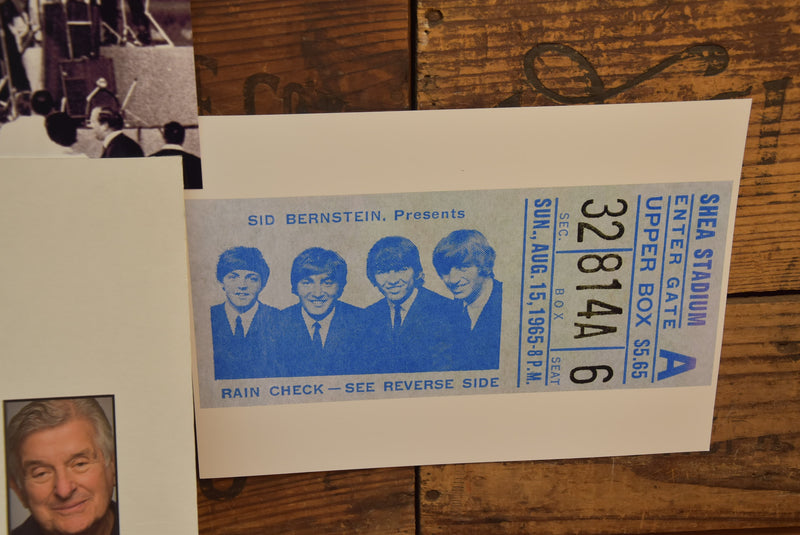 SID BERNSTEIN. Presents
RAIN CHECK — SEE REVERSE SIDE
SHEA STADIUM
ENTER GATE A
UPPER BOX $5.65
32 814A 6
SEC. BOX SEAT
SUN., AUG. 15, 1965-8 P.M.